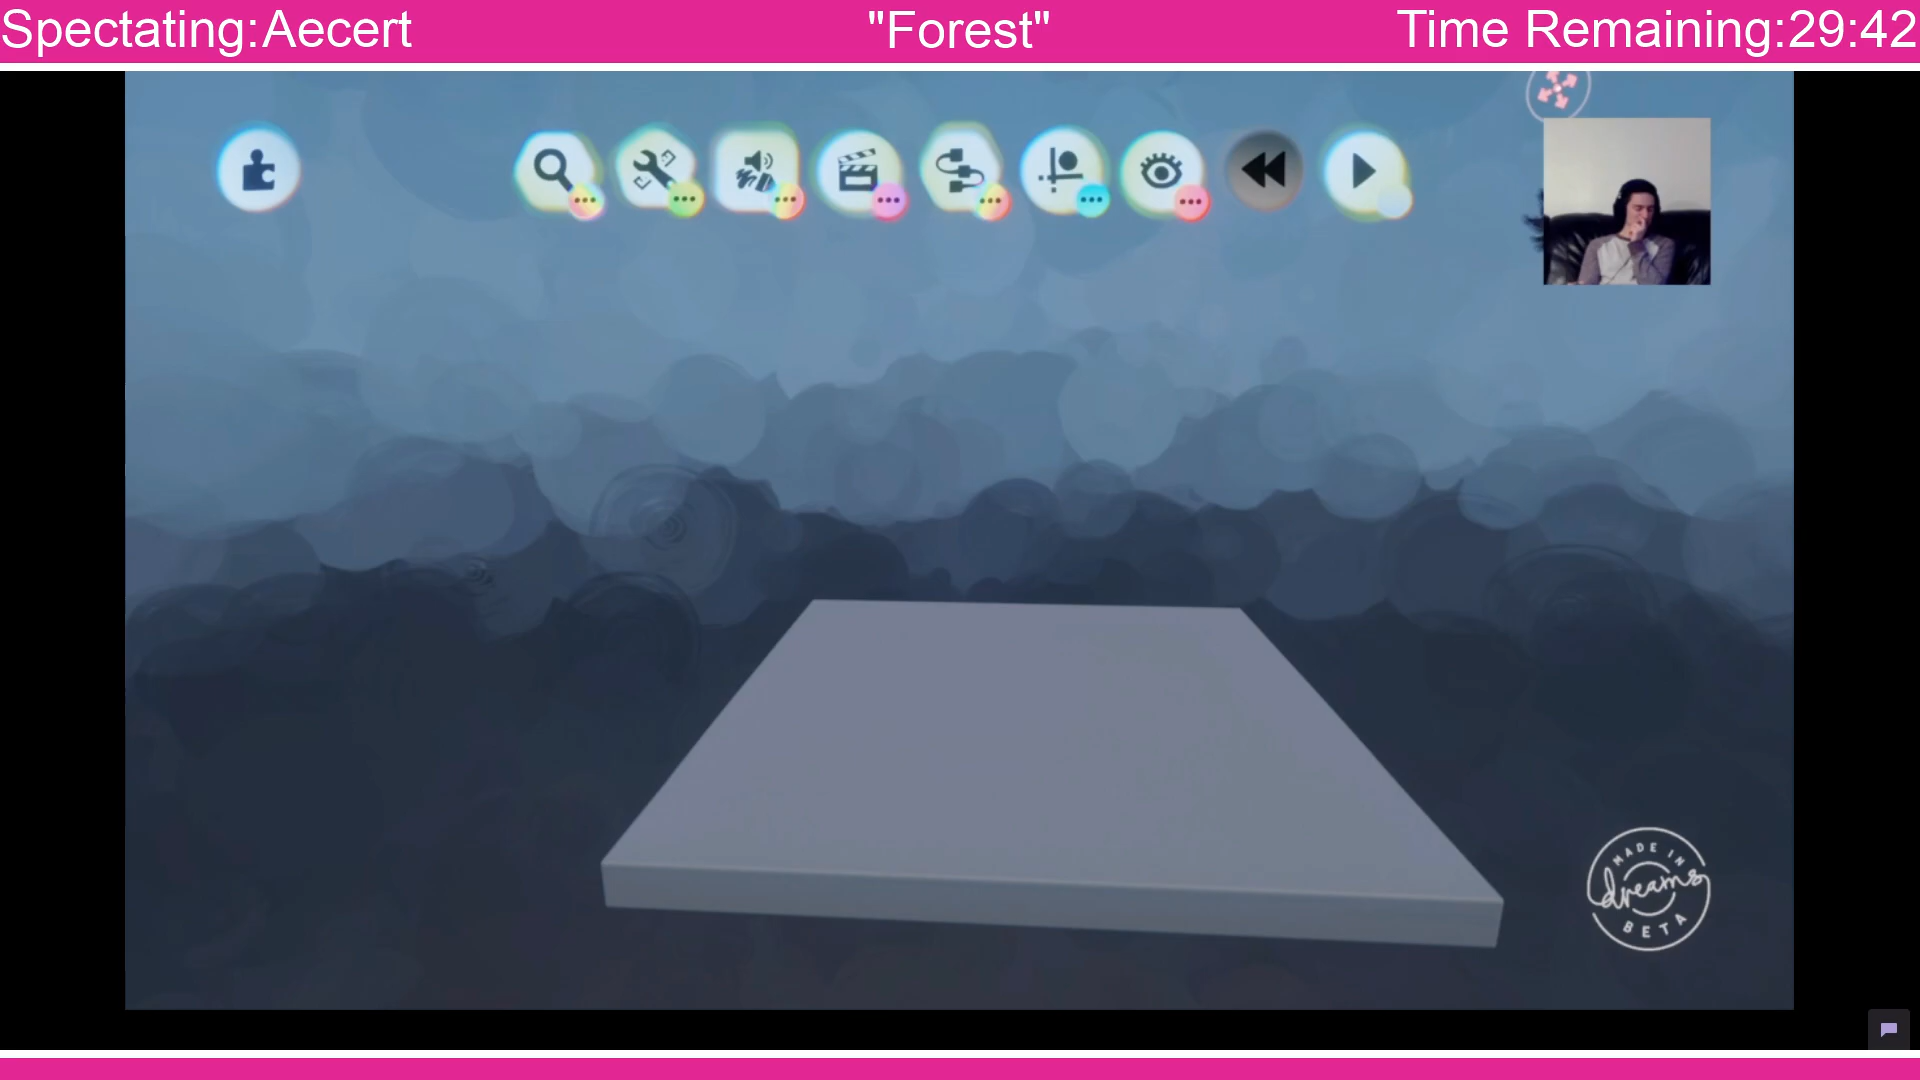 Spectating:Aecert
"Forest"
Time Remaining:29:42
MADE IN
dreams
BETA